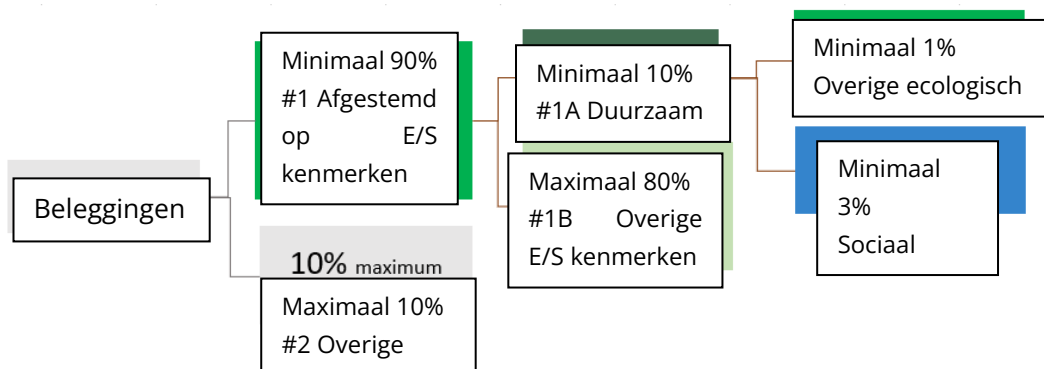 Beleggingen
Minimaal 90%
#1 Afgestemd
op E/S
kenmerken
10% maximum
Maximaal 10%
#2 Overige
Minimaal 10%
#1A Duurzaam
Maximaal 80%
#1B Overige
E/S kenmerken
Minimaal 1%
Overige ecologisch
Minimaal
3%
Sociaal